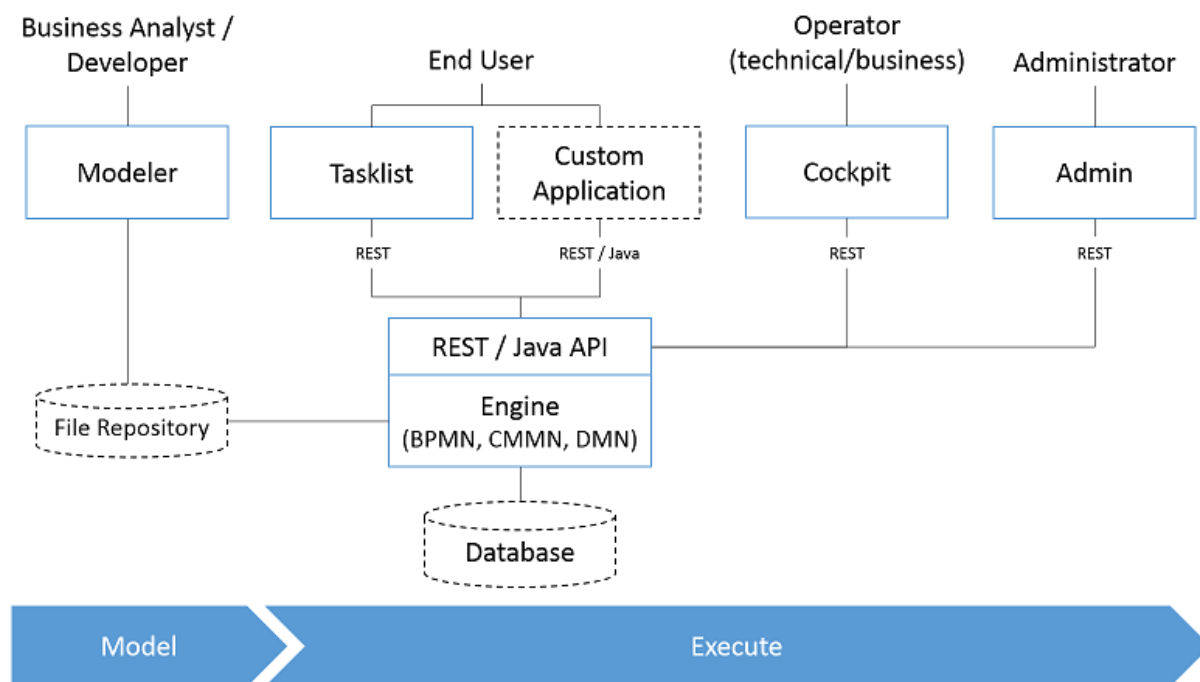 Business Analyst /
Developer
End User
Operator
(technical/business)
Administrator
Modeler
Tasklist
Custom
Application
Cockpit
Admin
REST
REST / Java
REST
REST
REST / Java API
File Repository
Engine
(BPMN, CMMN, DMN)
Database
Model
Execute